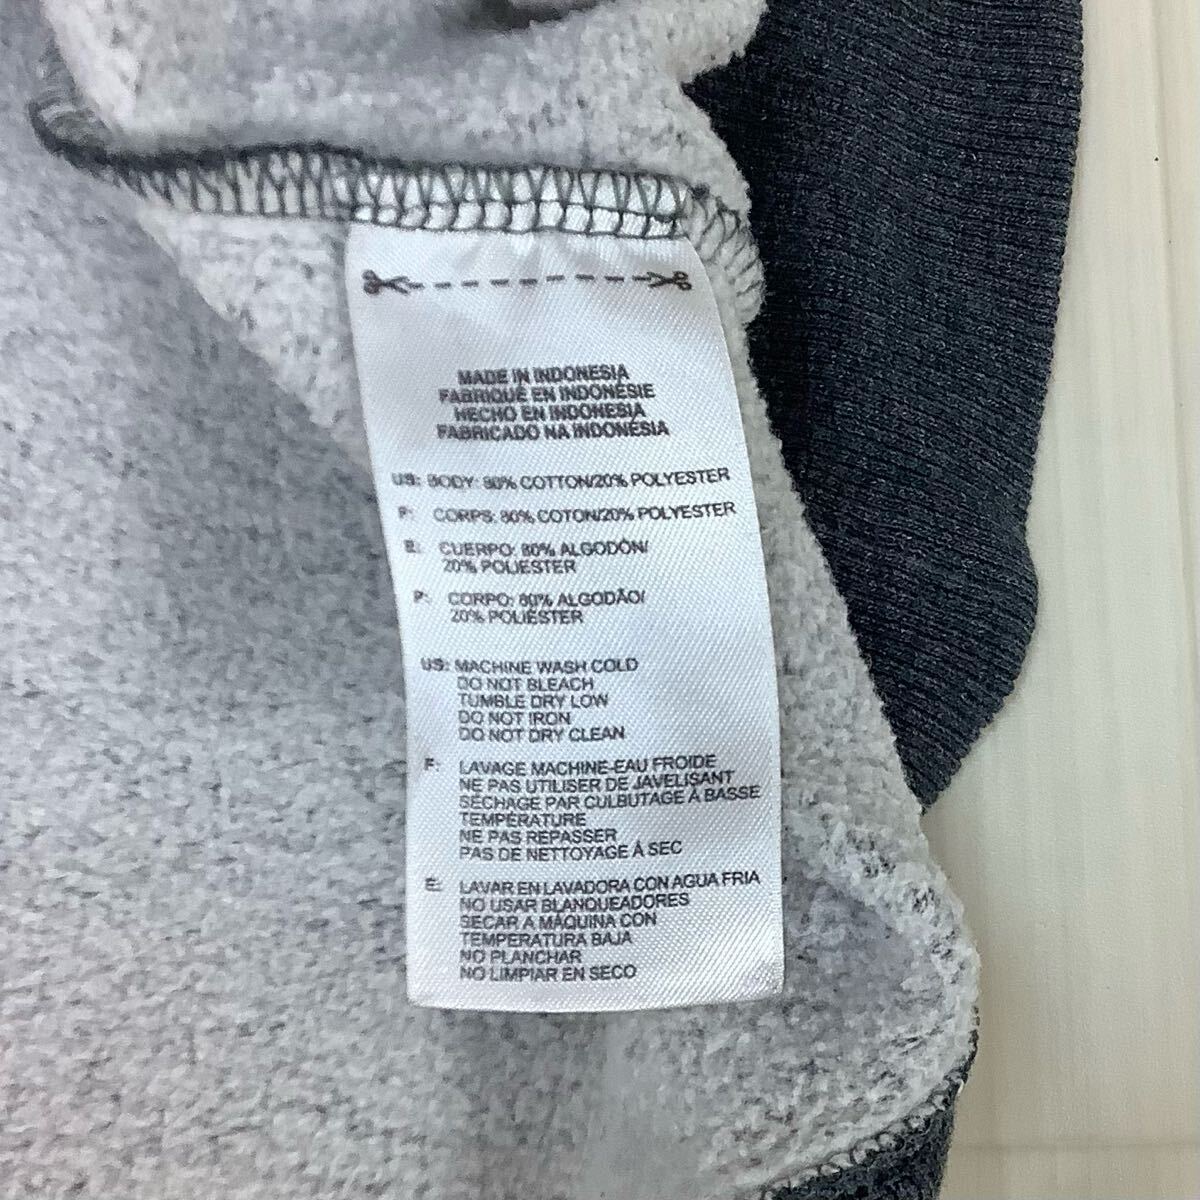 MADE IN INDONESIA
FABRIQUÉ EN INDONÉSIE
HECHO EN INDONESIA
FABRICADO NA INDONÉSIA
US: BODY: 80% COTTON/20% POLYESTER
F: CORPS: 80% COTON/20% POLYESTER
E: CUERPO: 80% ALGODÓN/
20% POLIESTER
P: CORPO: 80% ALGODÃO/
20% POLIÉSTER
US: MACHINE WASH COLD
DO NOT BLEACH
TUMBLE DRY LOW
DO NOT IRON
DO NOT DRY CLEAN
F: LAVAGE MACHINE-EAU FROIDE
NE PAS UTILISER DE JAVELISANT
SÉCHAGE PAR CULBUTAGE À BASSE
TEMPÉRATURE
NE PAS REPASSER
PAS DE NETTOYAGE À SEC
E: LAVAR EN LAVADORA CON AGUA FRIA
NO USAR BLANQUEADORES
SECAR A MÁQUINA CON
TEMPERATURA BAJA
NO PLANCHAR
NO LIMPIAR EN SECO